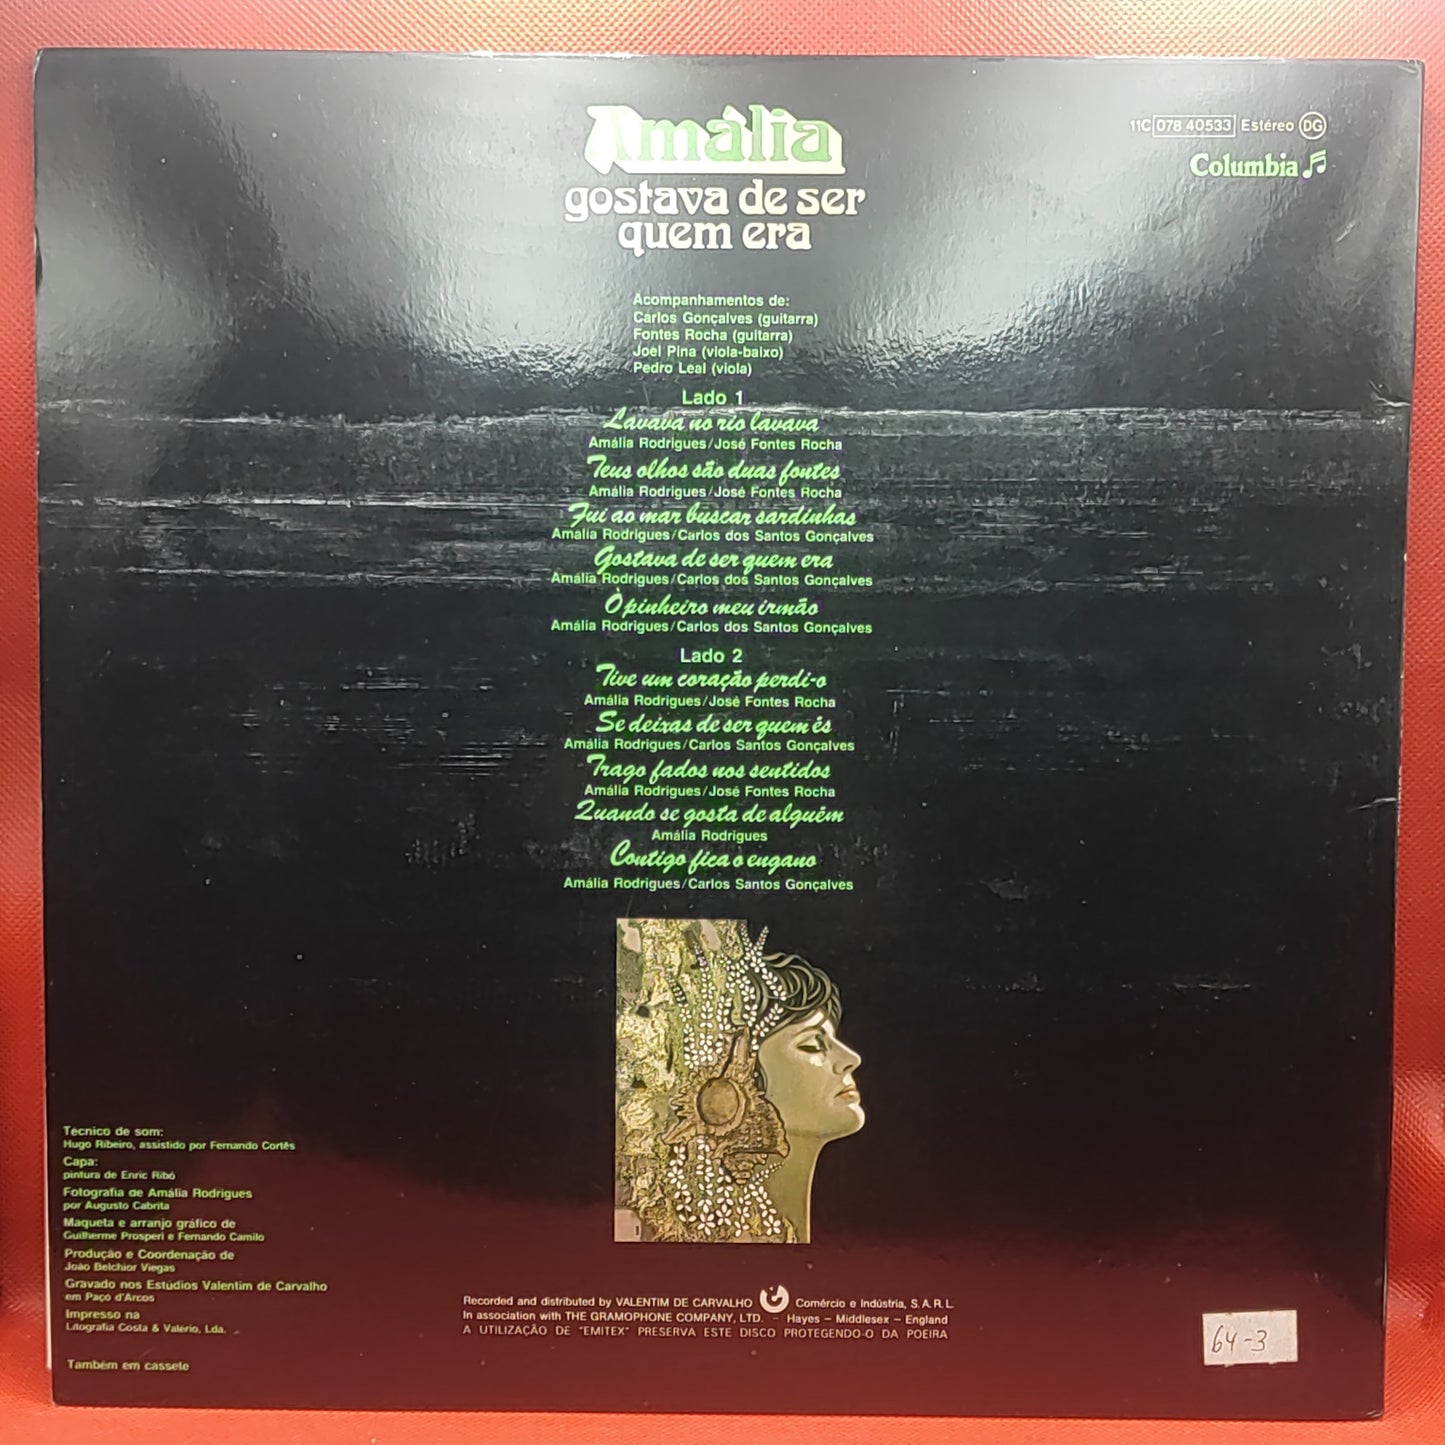 Amália
gostava de ser
quem era
11C 078 40533 Estéreo DG
Columbia
Acompanhamentos de:
Carlos Gonçalves (guitarra)
Fontes Rocha (guitarra)
Joel Pina (viola-baixo)
Pedro Leal (viola)
Lado 1
Lavava no rio lavava
Amália Rodrigues/José Fontes Rocha
Teus olhos são duas fontes
Amália Rodrigues/José Fontes Rocha
Fui ao mar buscar sardinhas
Amália Rodrigues/Carlos dos Santos Gonçalves
Gostava de ser quem era
Amália Rodrigues/Carlos dos Santos Gonçalves
Ò pinheiro meu irmão
Amália Rodrigues/Carlos dos Santos Gonçalves
Lado 2
Tive um coração perdi-o
Amália Rodrigues/José Fontes Rocha
Se deixas de ser quem és
Amália Rodrigues/Carlos Santos Gonçalves
Trago fados nos sentidos
Amália Rodrigues/José Fontes Rocha
Quando se gosta de alguém
Amália Rodrigues
Contigo fica o engano
Amália Rodrigues/Carlos Santos Gonçalves
Técnico de som:
Hugo Ribeiro, assistido por Fernando Cortês
Capa:
pintura de Enric Ribó
Fotografia de Amália Rodrigues
por Augusto Cabrita
Maqueta e arranjo gráfico de
Guilherme Prosperi e Fernando Camilo
Produção e Coordenação de
João Belchior Viegas
Gravado nos Estúdios Valentim de Carvalho
em Paço d'Arcos
Impresso na
Litografia Costa & Valério, Lda.
Também em cassete
Recorded and distributed by VALENTIM DE CARVALHO Comércio e Indústria, S.A.R.L.
In association with THE GRAMOPHONE COMPANY, LTD. - Hayes - Middlesex - England
A UTILIZAÇÃO DE "EMITEX" PRESERVA ESTE DISCO PROTEGENDO-O DA POEIRA
64-3